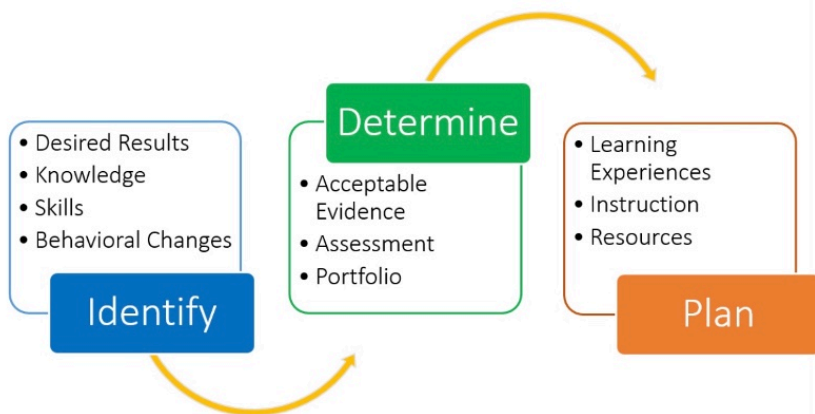 • Desired Results
• Knowledge
• Skills
• Behavioral Changes
Identify
Determine
• Acceptable
Evidence
• Assessment
• Portfolio
• Learning
Experiences
• Instruction
• Resources
Plan